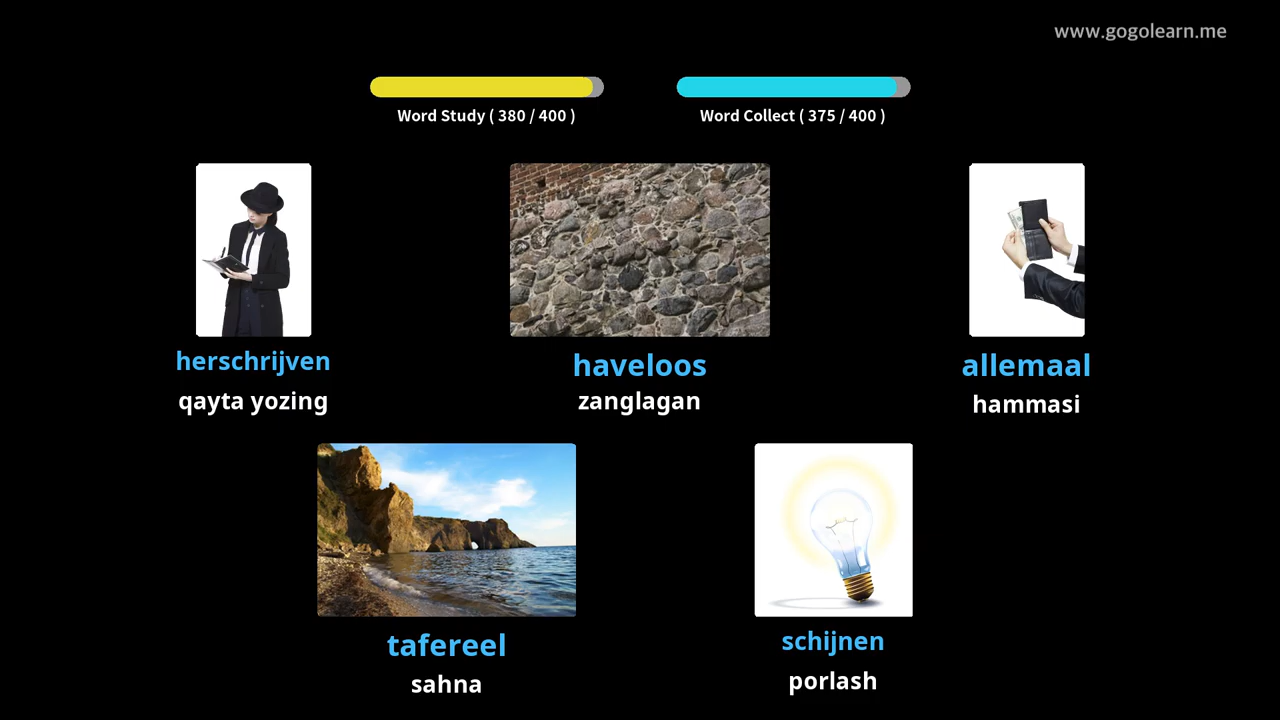 www.gogolearn.me
Word Study ( 380 / 400 )
Word Collect ( 375 / 400 )
herschrijven
qayta yozing
haveloos
zanglagan
allemaal
hammasi
tafereel
sahna
schijnen
porlash